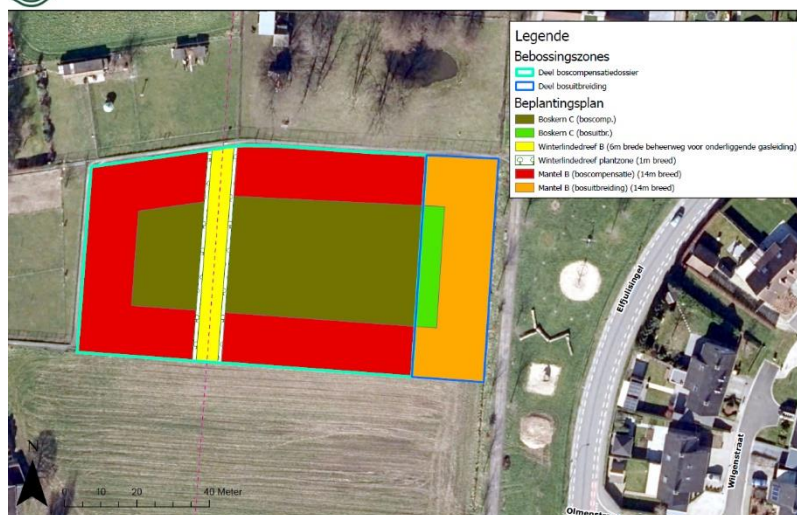 Legende
Bebossingszones
Deel boscompensatiedossier
Deel bosuitbreiding
Beplantingsplan
Boskern C (boscomp.)
Boskern C (bosuitbr.)
Winterlindedreef B (6m brede beheerweg voor onderliggende gasleiding)
Winterlindedreef plantzone (1m breed)
Mantel B (boscompensatie) (14m breed)
Mantel B (bosuitbreiding) (14m breed)
Elfjulisingel
Wilgenstraat
N
0 10 20 40 Meter